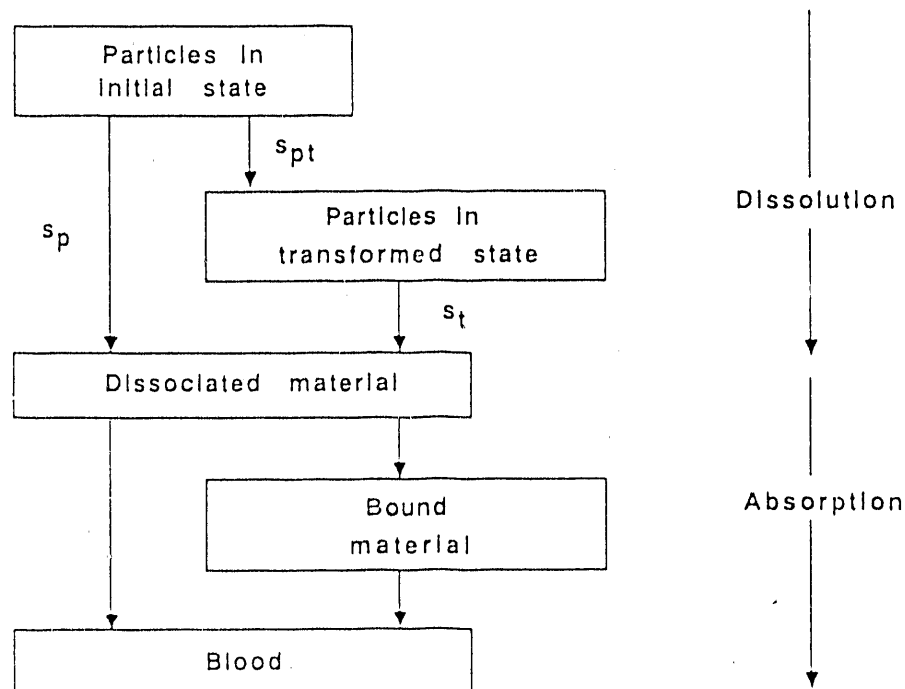 Particles in
initial state
s_pt
Particles in
transformed state
Dissolution
s_p
s_t
Dissociated material
Bound
material
Absorption
Blood